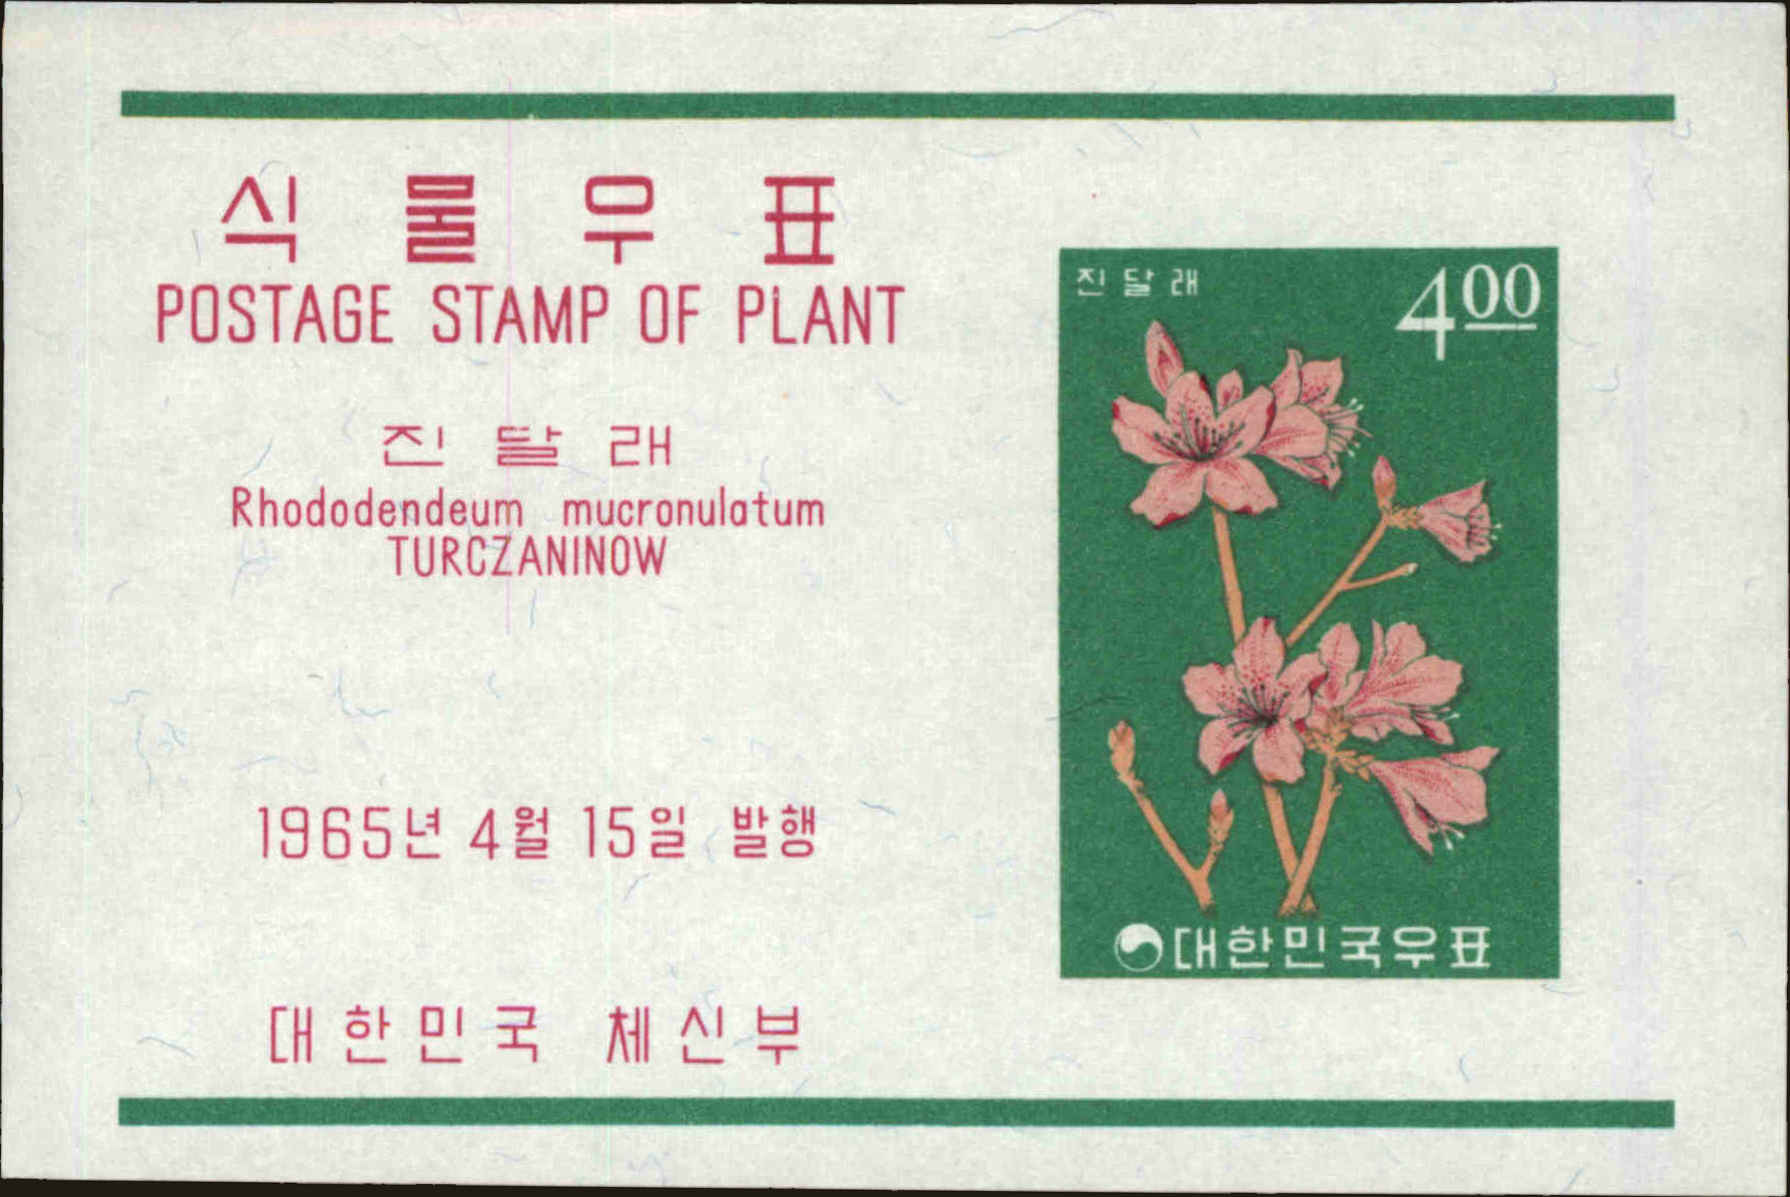 식물우표
POSTAGE STAMP OF PLANT
진달래
Rhododendeum mucronulatum
TURCZANINOW
1965년 4월 15일 발행
대한민국 체신부
진달래
400
대한민국우표